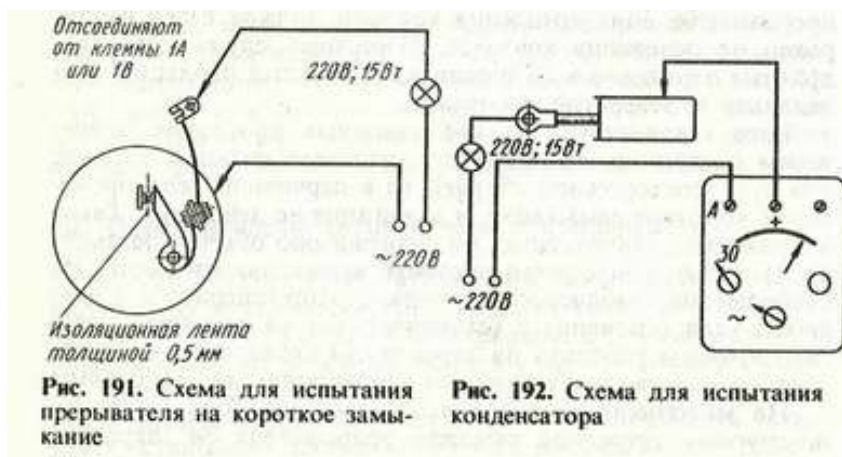 Отсоединяют
от клеммы 1А
или 1В
220В; 15Вт
~220В
Изоляционная лента
толщиной 0,5 мм
Рис. 191. Схема для испытания
прерывателя на короткое замы-
кание
220В; 15Вт
~220В
А
+
30
~
Рис. 192. Схема для испытания
конденсатора